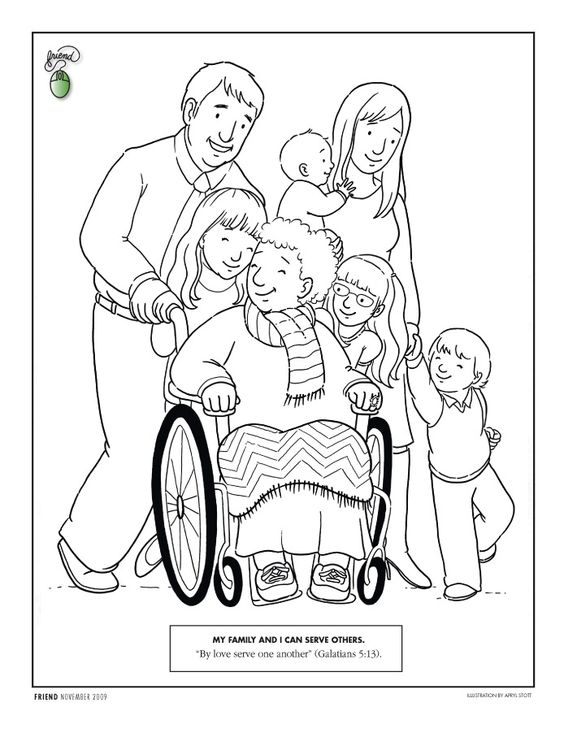 friend
MY FAMILY AND I CAN SERVE OTHERS.
“By love serve one another” (Galatians 5:13).
FRIEND NOVEMBER 2009
ILLUSTRATION BY APRYL STOTT